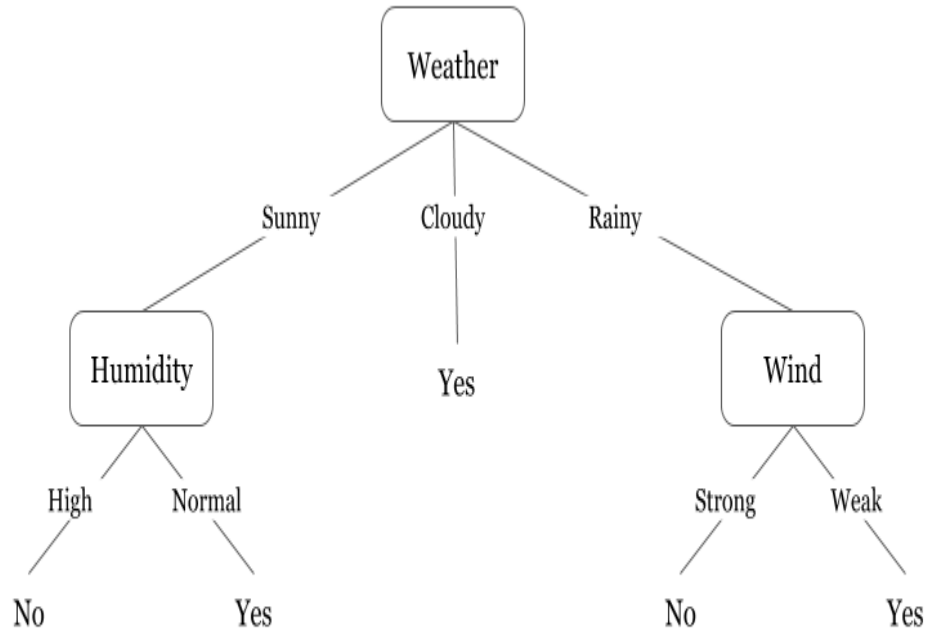 Weather
Sunny Cloudy Rainy
Humidity
Yes
Wind
High Normal
Strong Weak
No Yes
No Yes